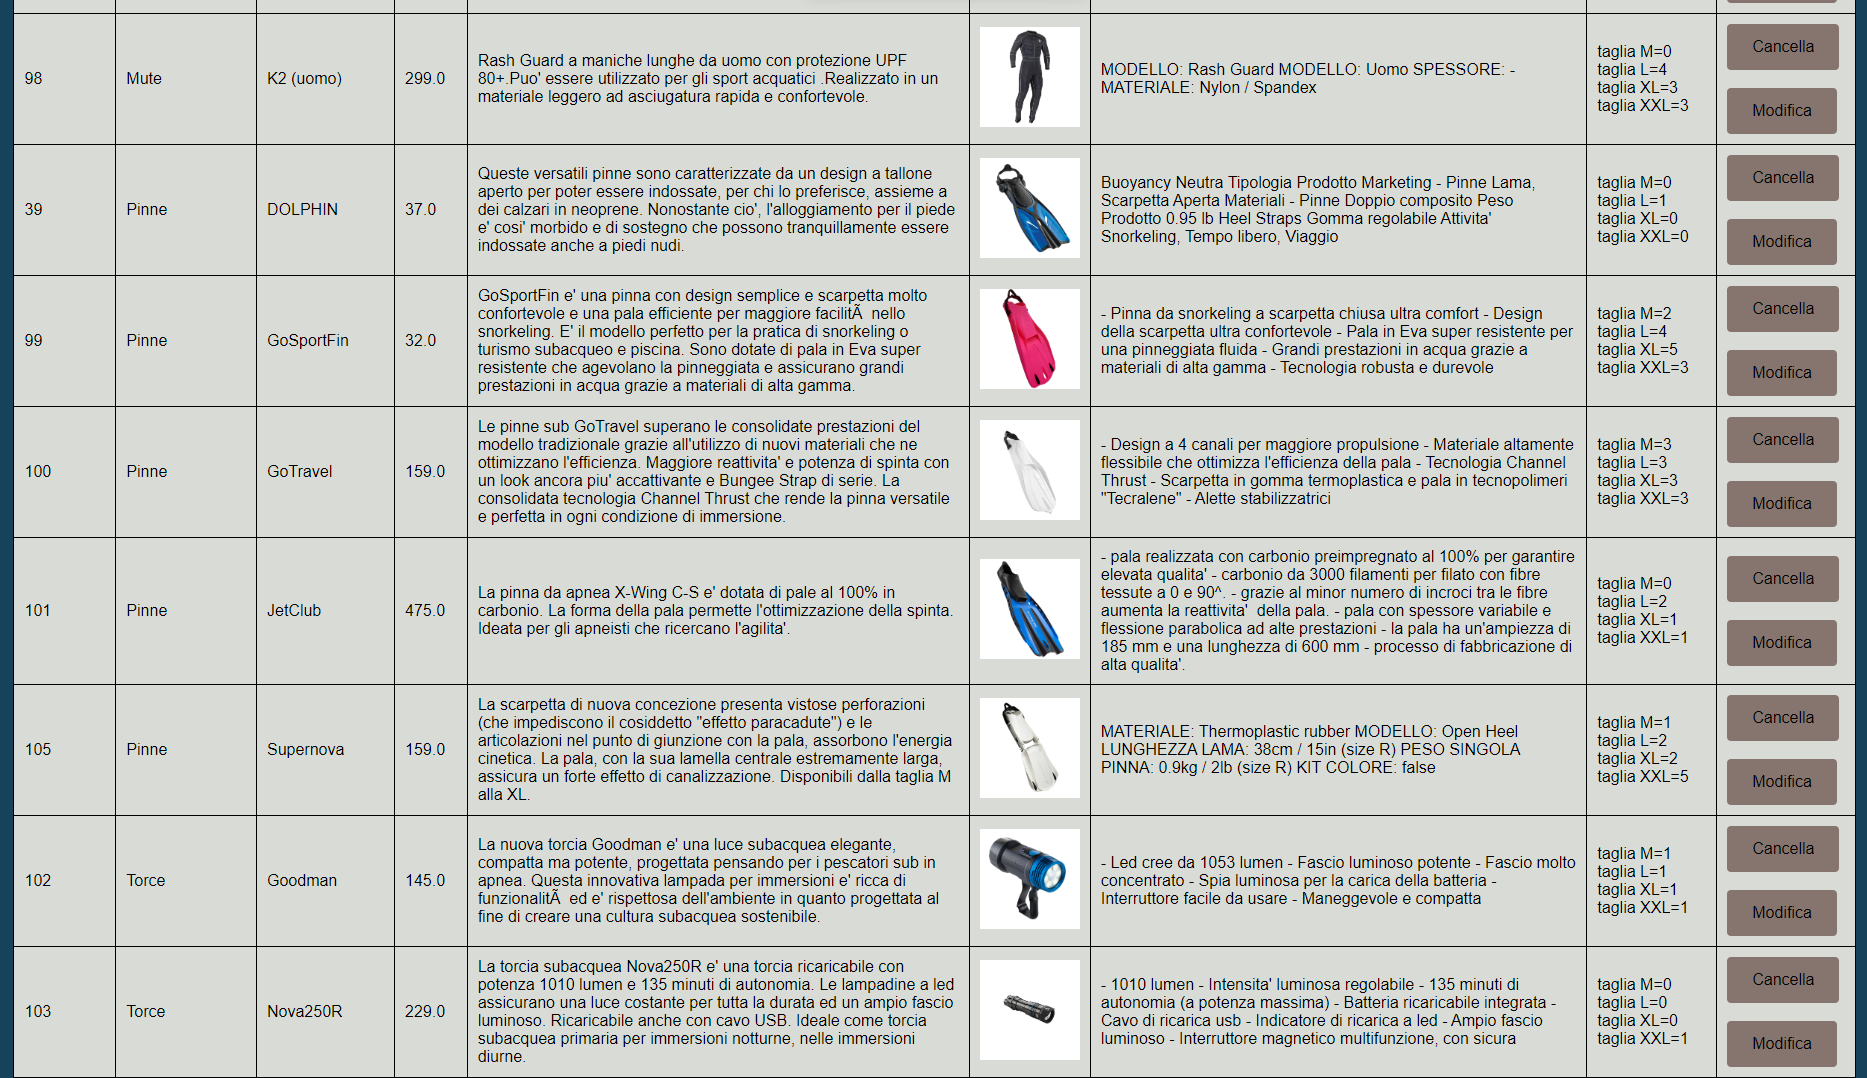 98
Mute
K2 (uomo)
299.0
Rash Guard a maniche lunghe da uomo con protezione UPF
80+.Puo' essere utilizzato per gli sport acquatici .Realizzato in un
materiale leggero ad asciugatura rapida e confortevole.
MODELLO: Rash Guard MODELLO: Uomo SPESSORE: -
MATERIALE: Nylon / Spandex
taglia M=0
taglia L=4
taglia XL=3
taglia XXL=3
Cancella
Modifica
39
Pinne
DOLPHIN
37.0
Queste versatili pinne sono caratterizzate da un design a tallone
aperto per poter essere indossate, per chi lo preferisce, assieme a
dei calzari in neoprene. Nonostante cio', l'alloggiamento per il piede
e' cosi' morbido e di sostegno che possono tranquillamente essere
indossate anche a piedi nudi.
Buoyancy Neutra Tipologia Prodotto Marketing - Pinne Lama,
Scarpetta Aperta Materiali - Pinne Doppio composito Peso
Prodotto 0.95 lb Heel Straps Gomma regolabile Attivita'
Snorkeling, Tempo libero, Viaggio
taglia M=0
taglia L=1
taglia XL=0
taglia XXL=0
Cancella
Modifica
99
Pinne
GoSportFin
32.0
GoSportFin e' una pinna con design semplice e scarpetta molto
confortevole e una pala efficiente per maggiore facilitÃ  nello
snorkeling. E' il modello perfetto per la pratica di snorkeling o
turismo subacqueo e piscina. Sono dotate di pala in Eva super
resistente che agevolano la pinneggiata e assicurano grandi
prestazioni in acqua grazie a materiali di alta gamma.
- Pinna da snorkeling a scarpetta chiusa ultra comfort - Design
della scarpetta ultra confortevole - Pala in Eva super resistente per
una pinneggiata fluida - Grandi prestazioni in acqua grazie a
materiali di alta gamma - Tecnologia robusta e durevole
taglia M=2
taglia L=4
taglia XL=5
taglia XXL=3
Cancella
Modifica
100
Pinne
GoTravel
159.0
Le pinne sub GoTravel superano le consolidate prestazioni del
modello tradizionale grazie all'utilizzo di nuovi materiali che ne
ottimizzano l'efficienza. Maggiore reattivita' e potenza di spinta con
un look ancora piu' accattivante e Bungee Strap di serie. La
consolidata tecnologia Channel Thrust che rende la pinna versatile
e perfetta in ogni condizione di immersione.
- Design a 4 canali per maggiore propulsione - Materiale altamente
flessibile che ottimizza l'efficienza della pala - Tecnologia Channel
Thrust - Scarpetta in gomma termoplastica e pala in tecnopolimeri
"Tecralene" - Alette stabilizzatrici
taglia M=3
taglia L=3
taglia XL=3
taglia XXL=3
Cancella
Modifica
101
Pinne
JetClub
475.0
La pinna da apnea X-Wing C-S e' dotata di pale al 100% in
carbonio. La forma della pala permette l'ottimizzazione della spinta.
Ideata per gli apneisti che ricercano l'agilita'.
- pala realizzata con carbonio preimpregnato al 100% per garantire
elevata qualita' - carbonio da 3000 filamenti per filato con fibre
tessute a 0 e 90^. - grazie al minor numero di incroci tra le fibre
aumenta la reattivita'  della pala. - pala con spessore variabile e
flessione parabolica ad alte prestazioni - la pala ha un'ampiezza di
185 mm e una lunghezza di 600 mm - processo di fabbricazione di
alta qualita'.
taglia M=0
taglia L=2
taglia XL=1
taglia XXL=1
Cancella
Modifica
105
Pinne
Supernova
159.0
La scarpetta di nuova concezione presenta vistose perforazioni
(che impediscono il cosiddetto "effetto paracadute") e le
articolazioni nel punto di giunzione con la pala, assorbono l'energia
cinetica. La pala, con la sua lamella centrale estremamente larga,
assicura un forte effetto di canalizzazione. Disponibili dalla taglia M
alla XL.
MATERIALE: Thermoplastic rubber MODELLO: Open Heel
LUNGHEZZA LAMA: 38cm / 15in (size R) PESO SINGOLA
PINNA: 0.9kg / 2lb (size R) KIT COLORE: false
taglia M=1
taglia L=2
taglia XL=2
taglia XXL=5
Cancella
Modifica
102
Torce
Goodman
145.0
La nuova torcia Goodman e' una luce subacquea elegante,
compatta ma potente, progettata pensando per i pescatori sub in
apnea. Questa innovativa lampada per immersioni e' ricca di
funzionalitÃ  ed e' rispettosa dell'ambiente in quanto progettata al
fine di creare una cultura subacquea sostenibile.
- Led cree da 1053 lumen - Fascio luminoso potente - Fascio molto
concentrato - Spia luminosa per la carica della batteria -
Interruttore facile da usare - Maneggevole e compatta
taglia M=1
taglia L=1
taglia XL=1
taglia XXL=1
Cancella
Modifica
103
Torce
Nova250R
229.0
La torcia subacquea Nova250R e' una torcia ricaricabile con
potenza 1010 lumen e 135 minuti di autonomia. Le lampadine a led
assicurano una luce costante per tutta la durata ed un ampio fascio
luminoso. Ricaricabile anche con cavo USB. Ideale come torcia
subacquea primaria per immersioni notturne, nelle immersioni
diurne.
- 1010 lumen - Intensita' luminosa regolabile - 135 minuti di
autonomia (a potenza massima) - Batteria ricaricabile integrata -
Cavo di ricarica usb - Indicatore di ricarica a led - Ampio fascio
luminoso - Interruttore magnetico multifunzione, con sicura
taglia M=0
taglia L=0
taglia XL=0
taglia XXL=1
Cancella
Modifica